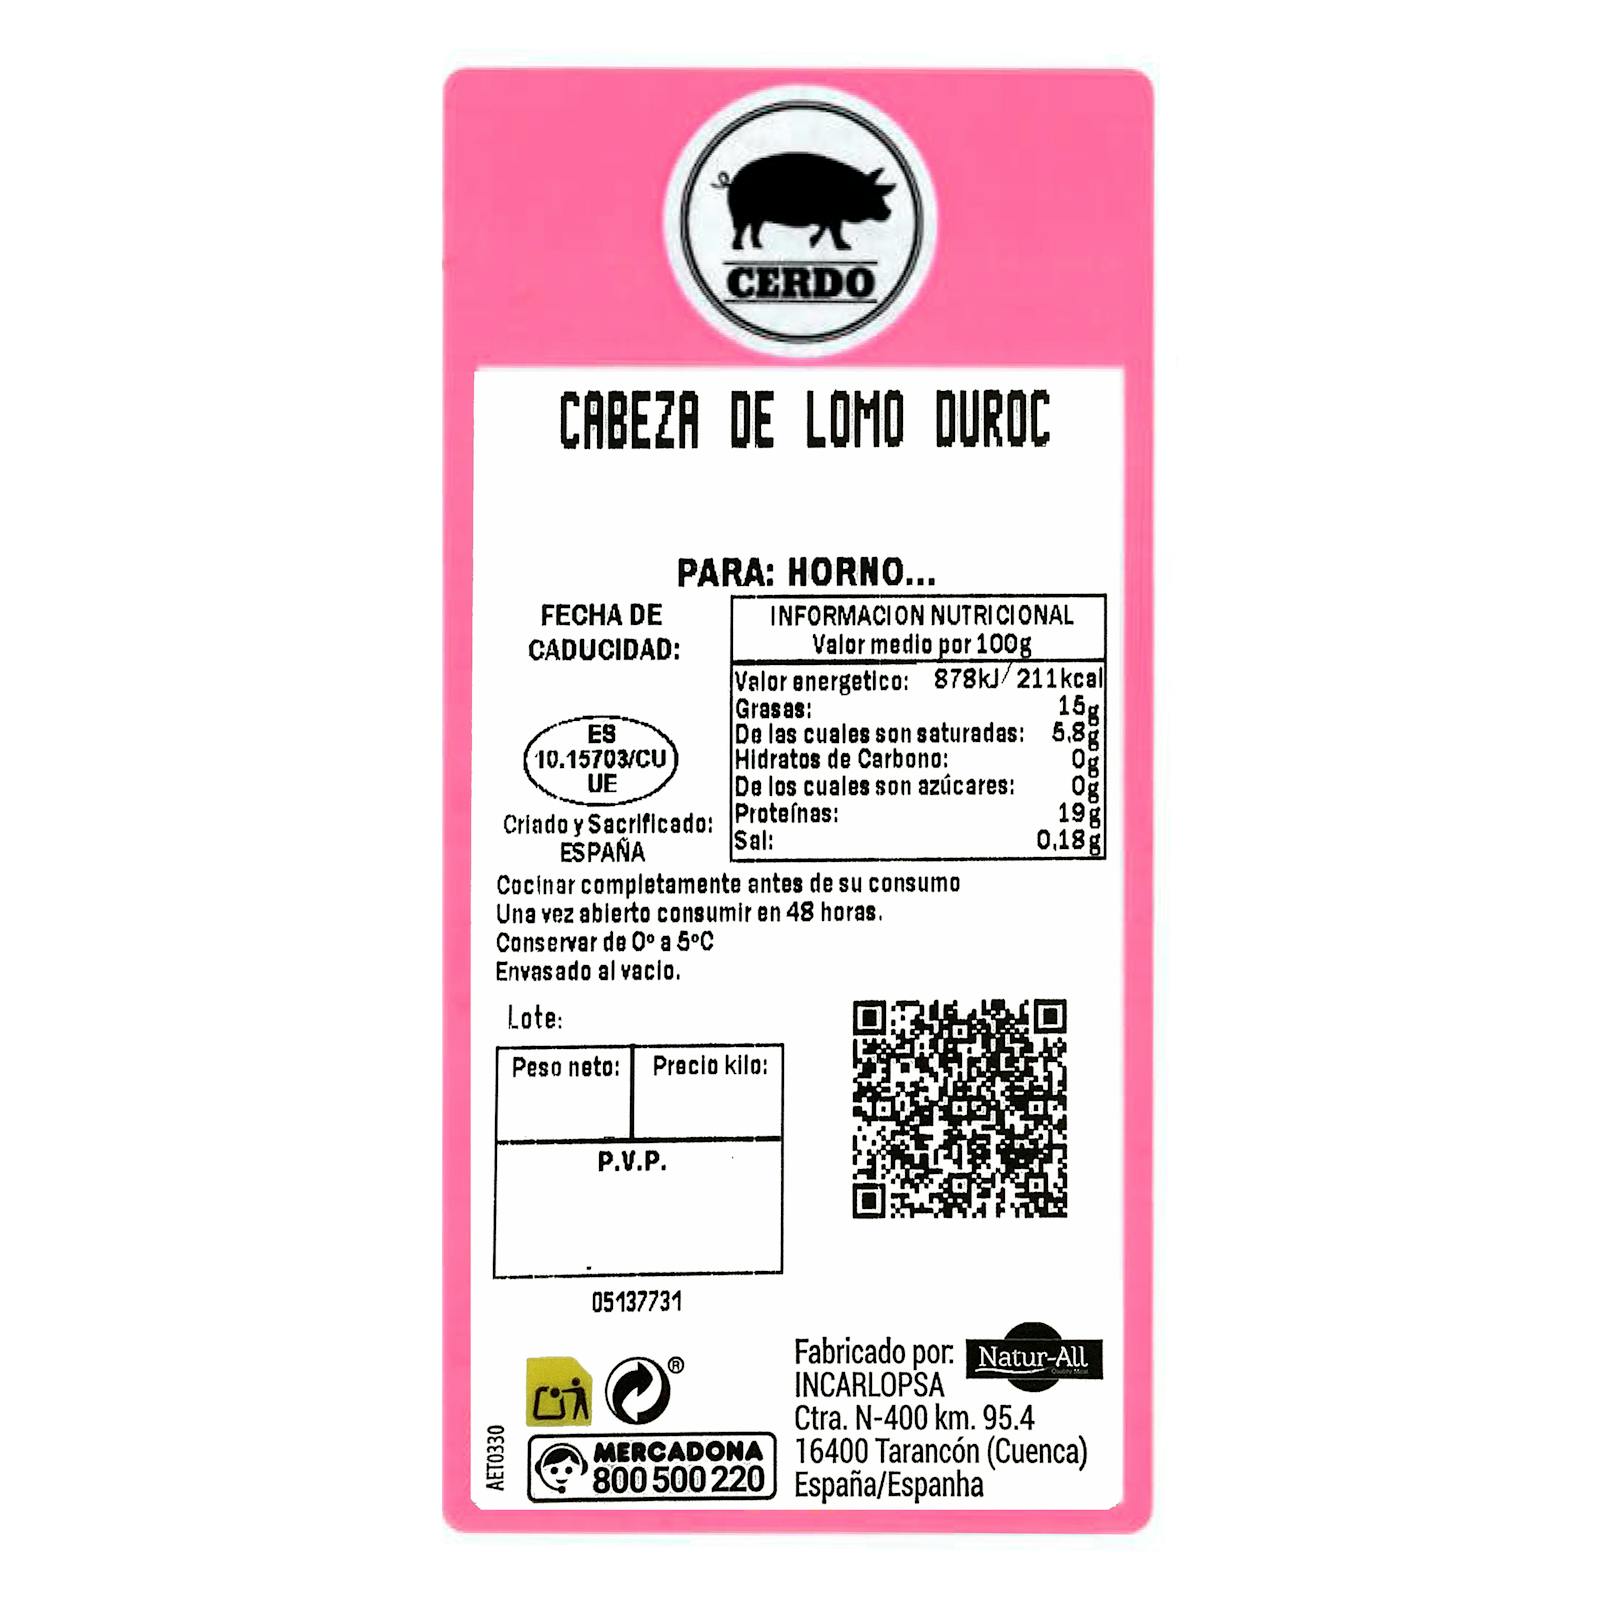 CERDO
CABEZA DE LOMO DUROC
PARA: HORNO...
FECHA DE
CADUCIDAD:
ES
10.15703/CU
UE
Criado y Sacrificado:
ESPAÑA
INFORMACION NUTRICIONAL
Valor medio por 100g
Valor energetico: 878kJ/ 211kcal
Grasas: 15g
De las cuales son saturadas: 5,8g
Hidratos de Carbono: 0g
De los cuales son azúcares: 0g
Proteínas: 19g
Sal: 0,18g
Cocinar completamente antes de su consumo
Una vez abierto consumir en 48 horas.
Conservar de 0º a 5ºC
Envasado al vacio.
Lote:
Peso neto: Precio kilo:
P.V.P.
05137731
®
AET0330
MERCADONA
800 500 220
Fabricado por:
Natur-All
Quality Meat
INCARLOPSA
Ctra. N-400 km. 95.4
16400 Tarancón (Cuenca)
España/Espanha